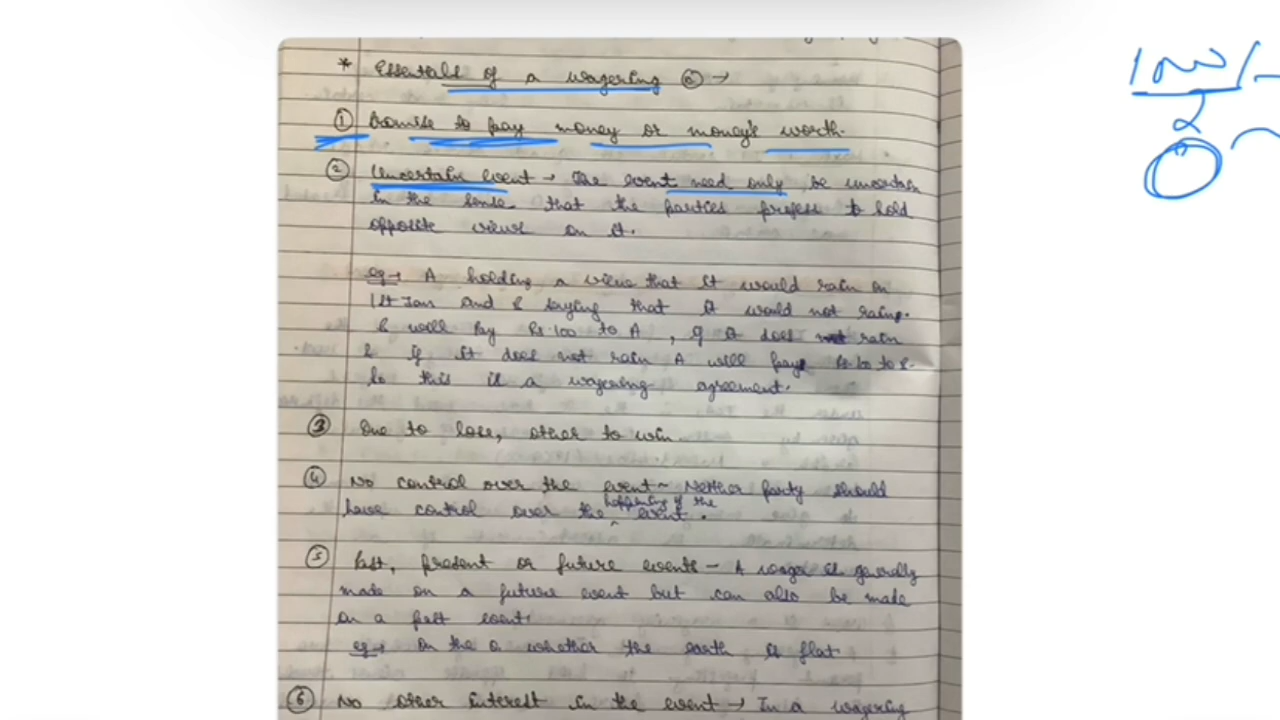 * Essentials of a wagering (6) →
① Promise to pay money or money's worth.
② Uncertain event → The event need only be uncertain
in the sense that the parties profess to hold
opposite views on it.
eg → A holding a view that it would rain on
1st Jan and B saying that it would not rain.
B will pay Rs.100 to A, if it does rain
& if it does not rain A will pay Rs.100 to B.
So this is a wagering agreement.
③ One to lose, other to win
④ No control over the event - Neither party should
have control over the happening of the event.
⑤ Past, present or future events - A wager is generally
made on a future event but can also be made
on a past event.
eg → On the Q whether the earth is flat
⑥ No other interest in the event → In a wagering